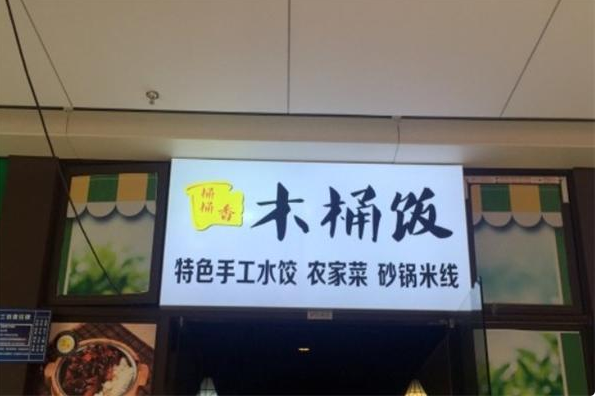 桶桶香
木桶饭
特色手工水饺 农家菜 砂锅米线